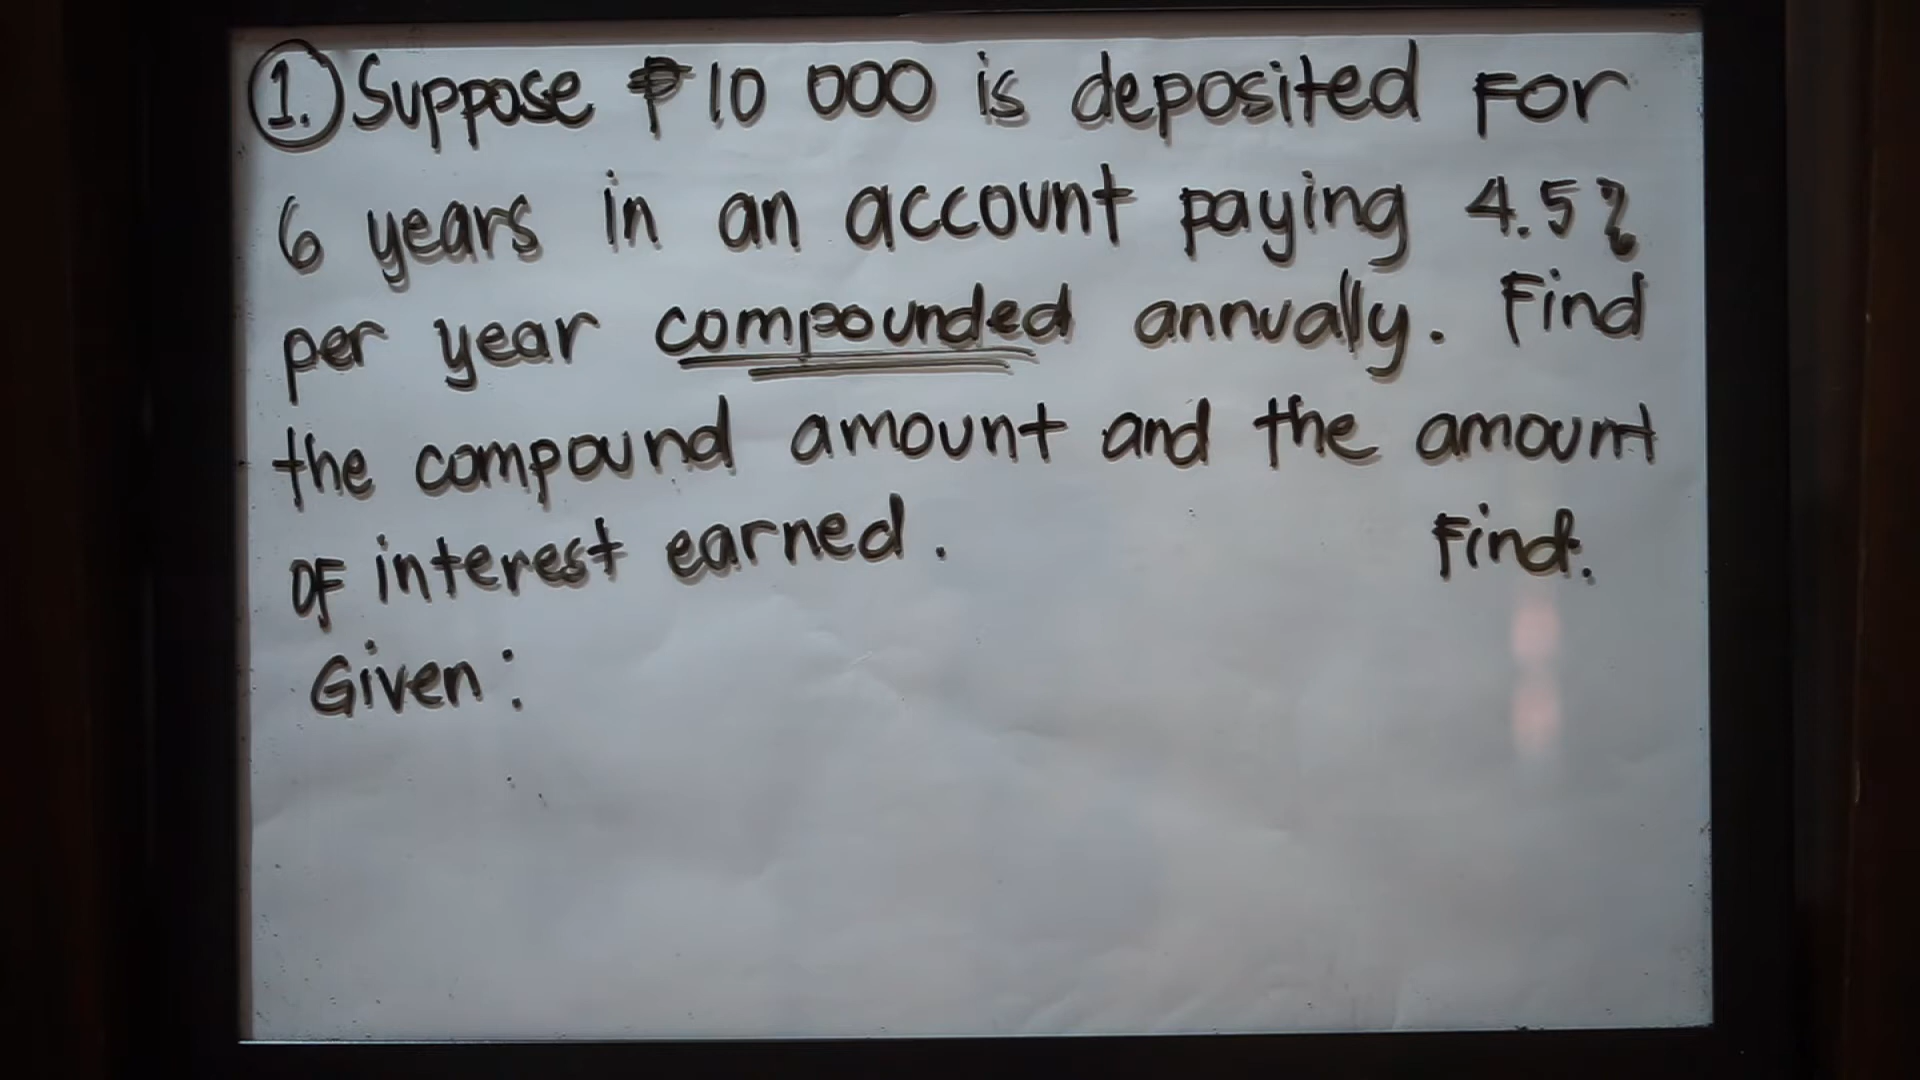 1. Suppose ₱10 000 is deposited For
6 years in an account paying 4.5%
per year compounded annually. Find
the compound amount and the amount
of interest earned.
Find:
Given: